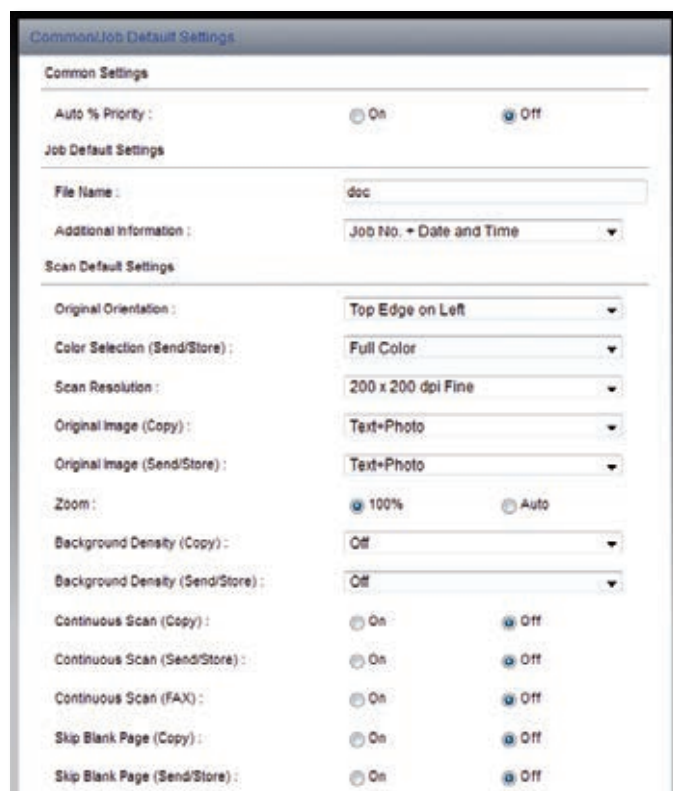 Common/Job Default Settings
Common Settings
Auto % Priority : On Off
Job Default Settings
File Name : doc
Additional Information : Job No. + Date and Time
Scan Default Settings
Original Orientation : Top Edge on Left
Color Selection (Send/Store) : Full Color
Scan Resolution : 200 x 200 dpi Fine
Original Image (Copy) : Text+Photo
Original Image (Send/Store) : Text+Photo
Zoom : 100% Auto
Background Density (Copy) : Off
Background Density (Send/Store) : Off
Continuous Scan (Copy) : On Off
Continuous Scan (Send/Store) : On Off
Continuous Scan (FAX) : On Off
Skip Blank Page (Copy) : On Off
Skip Blank Page (Send/Store) : On Off